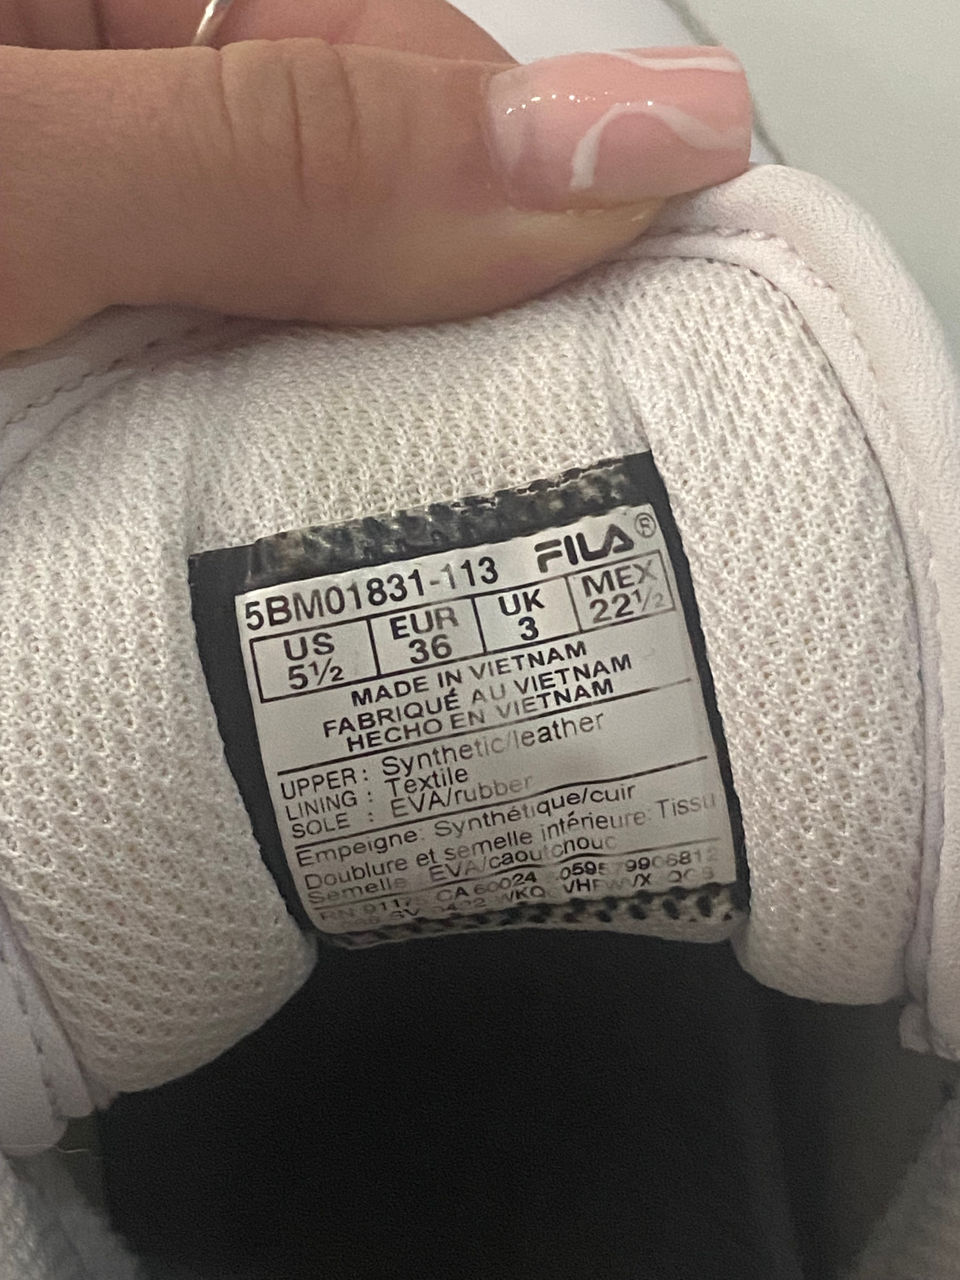 5BM01831-113 FILA®
US EUR UK MEX
5½ 36 3 22½
MADE IN VIETNAM
FABRIQUÉ AU VIETNAM
HECHO EN VIETNAM
UPPER: Synthetic/leather
LINING : Textile
SOLE : EVA/rubber
Empeigne: Synthétique/cuir
Doublure et semelle intérieure: Tissu
Semelle EVA/caoutchouc
CA 60024